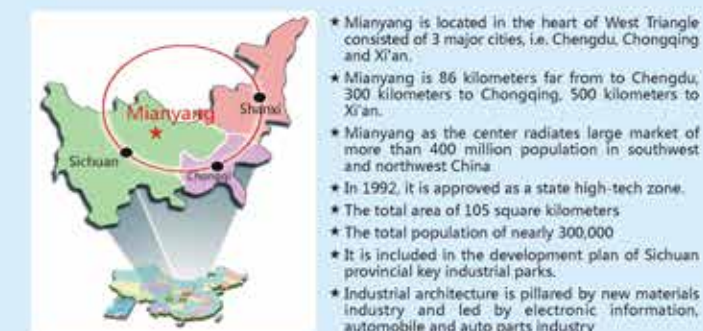 Mianyang
Shanxi
Sichuan
★ Mianyang is located in the heart of West Triangle
consisted of 3 major cities, i.e. Chengdu, Chongqing
and Xi'an.
★ Mianyang is 86 kilometers far from to Chengdu,
300 kilometers to Chongqing, 500 kilometers to
Xi'an.
★ Mianyang as the center radiates large market of
more than 400 million population in southwest
and northwest China
★ In 1992, it is approved as a state high-tech zone.
★ The total area of 105 square kilometers
★ The total population of nearly 300,000
★ It is included in the development plan of Sichuan
provincial key industrial parks.
★ Industrial architecture is pillared by new materials
industry and led by electronic information,
automobile and auto parts industry